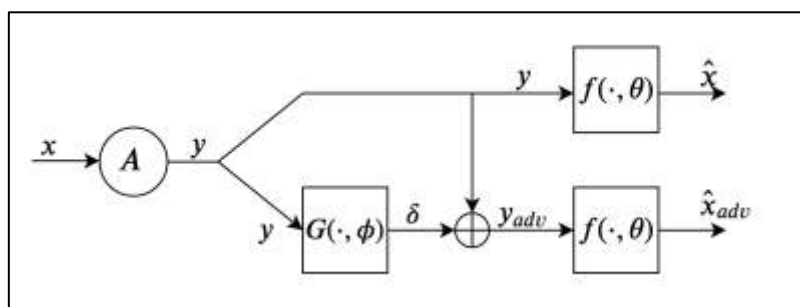 x
A
y
y
f(·, θ)
x̂
y
G(·, ϕ)
δ
y_adv
f(·, θ)
x̂_adv